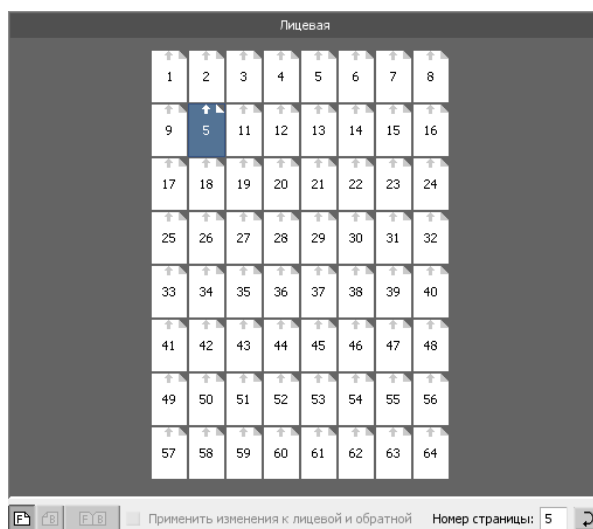 Лицевая
1 2 3 4 5 6 7 8
9 5 11 12 13 14 15 16
17 18 19 20 21 22 23 24
25 26 27 28 29 30 31 32
33 34 35 36 37 38 39 40
41 42 43 44 45 46 47 48
49 50 51 52 53 54 55 56
57 58 59 60 61 62 63 64
F B F B Применить изменения к лицевой и обратной Номер страницы: 5